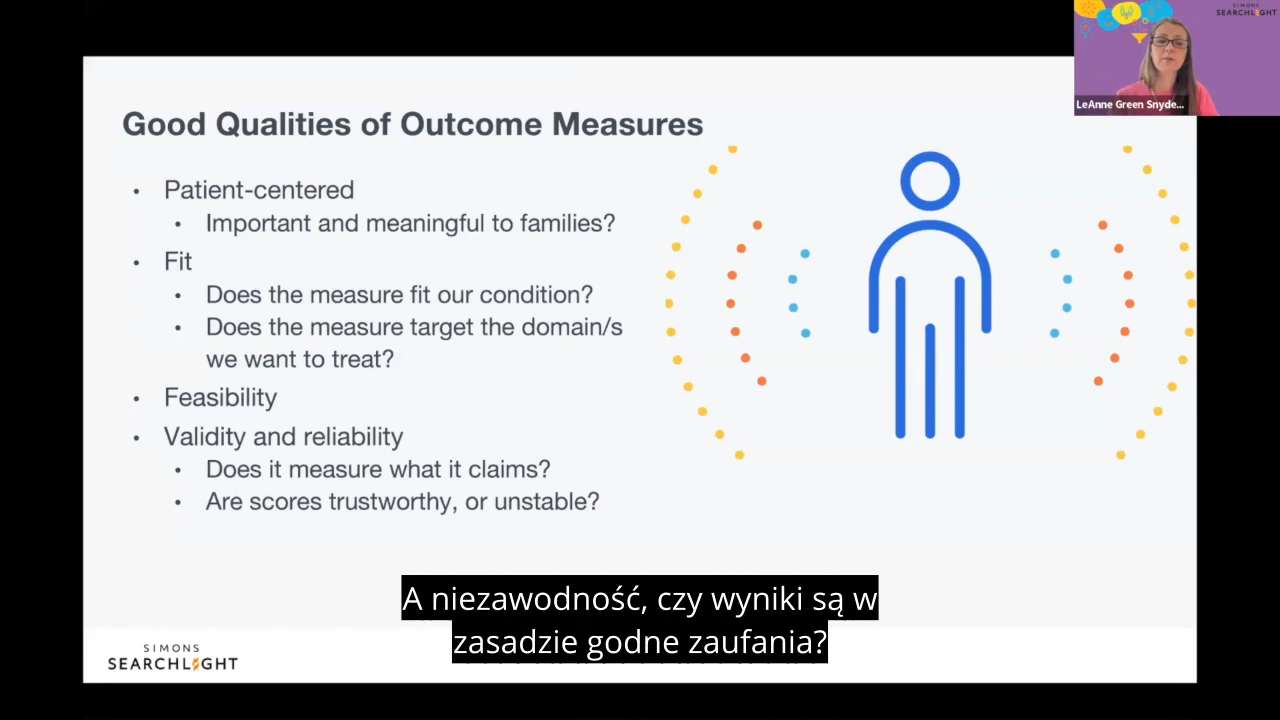 SIMONS
SEARCHLIGHT
LeAnne Green Snyde...
Good Qualities of Outcome Measures
• Patient-centered
• Important and meaningful to families?
• Fit
• Does the measure fit our condition?
• Does the measure target the domain/s
we want to treat?
• Feasibility
• Validity and reliability
• Does it measure what it claims?
• Are scores trustworthy, or unstable?
A niezawodność, czy wyniki są w
zasadzie godne zaufania?
SIMONS
SEARCHLIGHT